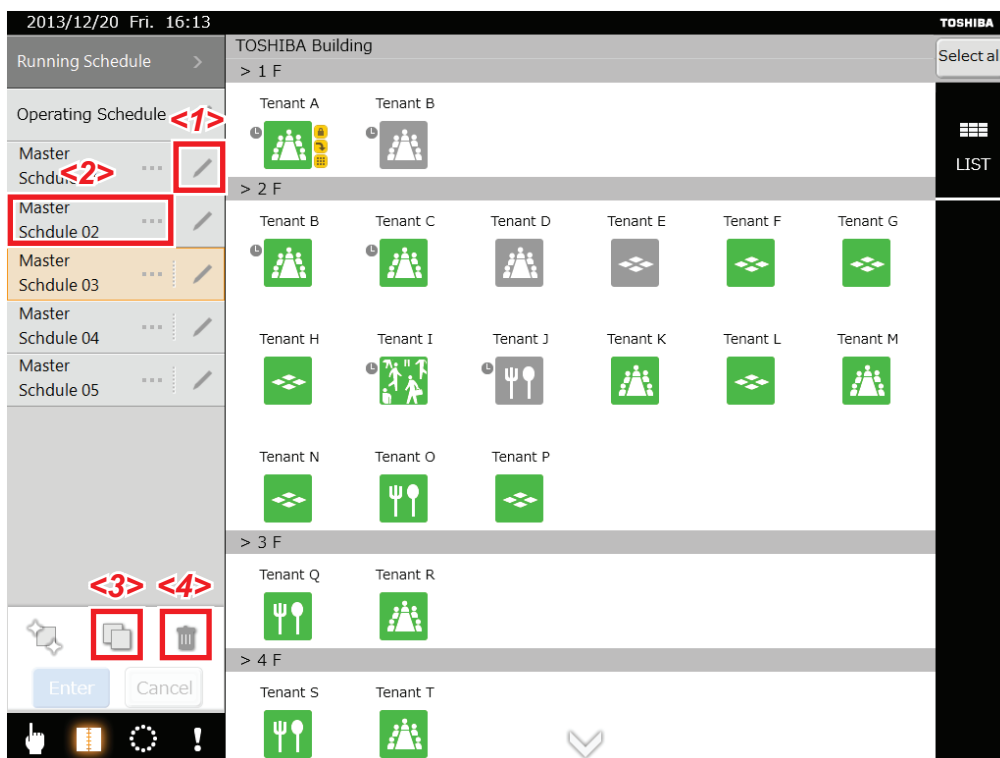 2013/12/20 Fri. 16:13
TOSHIBA
Running Schedule >
TOSHIBA Building
Select al
> 1 F
Operating Schedule
<1>
Tenant A Tenant B
LIST
Master
Schdule
<2>
> 2 F
Master
Schdule 02
Tenant B Tenant C Tenant D Tenant E Tenant F Tenant G
Master
Schdule 03
Master
Schdule 04
Tenant H Tenant I Tenant J Tenant K Tenant L Tenant M
Master
Schdule 05
Tenant N Tenant O Tenant P
> 3 F
<3> <4>
Tenant Q Tenant R
> 4 F
Enter Cancel
Tenant S Tenant T
!